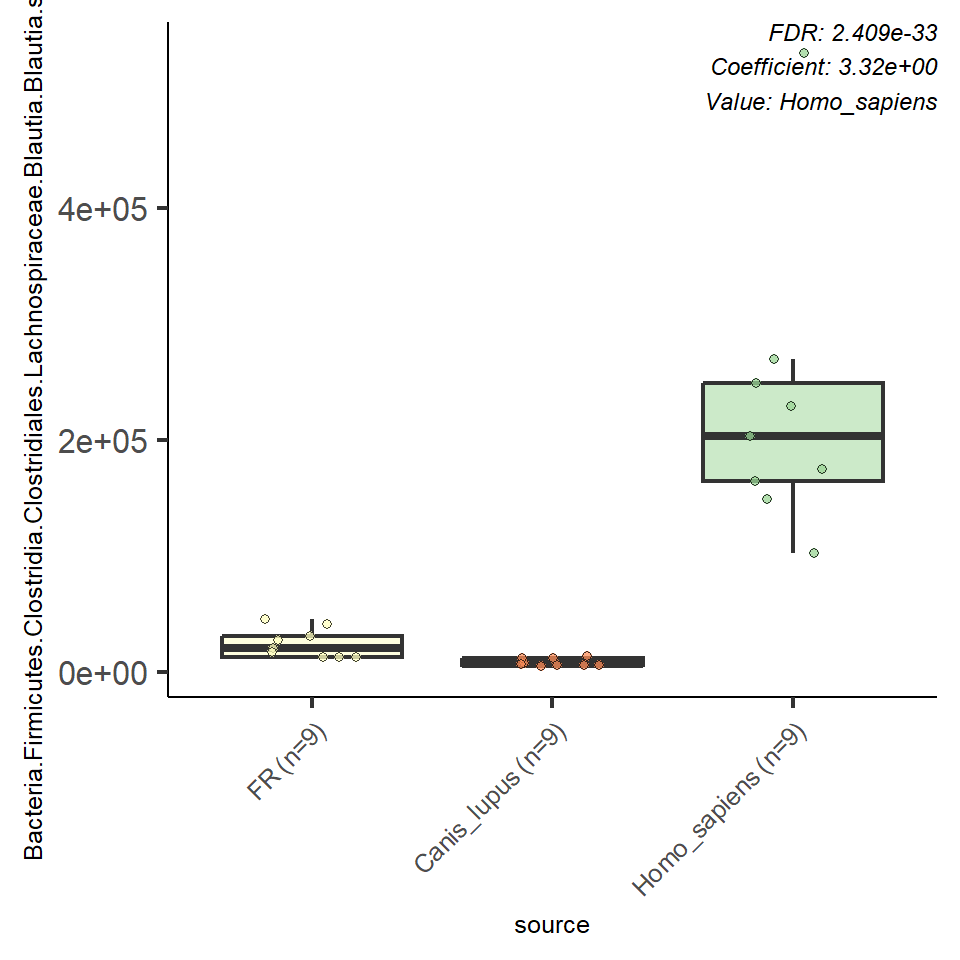 FDR: 2.409e-33
Coefficient: 3.32e+00
Value: Homo_sapiens
Bacteria.Firmicutes.Clostridia.Clostridiales.Lachnospiraceae.Blautia.Blautia.s
4e+05
2e+05
0e+00
FR (n=9)
Canis_lupus (n=9)
Homo_sapiens (n=9)
source